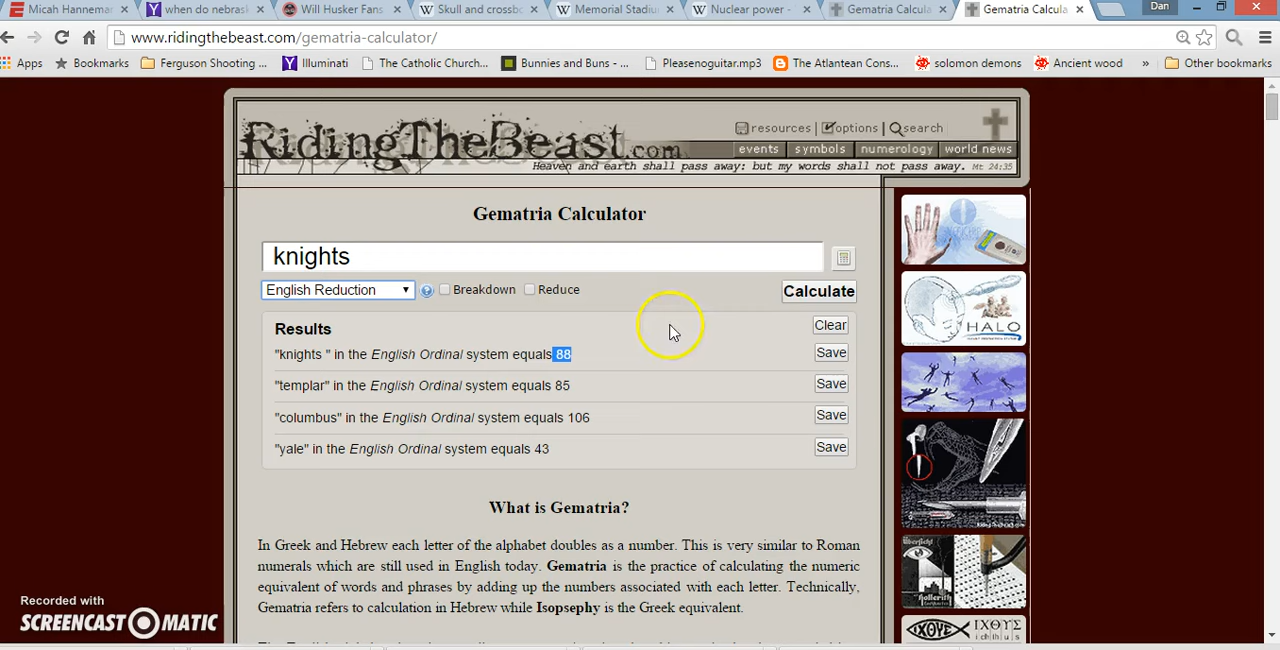 Micah Hanneman
when do nebrask
Will Husker Fans
Skull and crossbo
Memorial Stadiu
Nuclear power -
Gematria Calcula
Gematria Calcula
Dan
www.ridingthebeast.com/gematria-calculator/
Apps
Bookmarks
Ferguson Shooting ...
Illuminati
The Catholic Church...
Bunnies and Buns - ...
Pleasenoguitar.mp3
The Atlantean Cons...
solomon demons
Ancient wood
»
Other bookmarks
RidingTheBeast.com
resources | options | search
events | symbols | numerology | world news
Heaven and earth shall pass away: but my words shall not pass away. Mt 24:35
Gematria Calculator
knights
English Reduction
Breakdown
Reduce
Calculate
Results
Clear
"knights " in the English Ordinal system equals 88
Save
"templar" in the English Ordinal system equals 85
Save
"columbus" in the English Ordinal system equals 106
Save
"yale" in the English Ordinal system equals 43
Save
HALO
What is Gematria?
In Greek and Hebrew each letter of the alphabet doubles as a number. This is very similar to Roman
numerals which are still used in English today. Gematria is the practice of calculating the numeric
equivalent of words and phrases by adding up the numbers associated with each letter. Technically,
Gematria refers to calculation in Hebrew while Isopsephy is the Greek equivalent.
Hollerith
ΙΧΘΥΣ
ichthus
Recorded with
SCREENCAST-O-MATIC